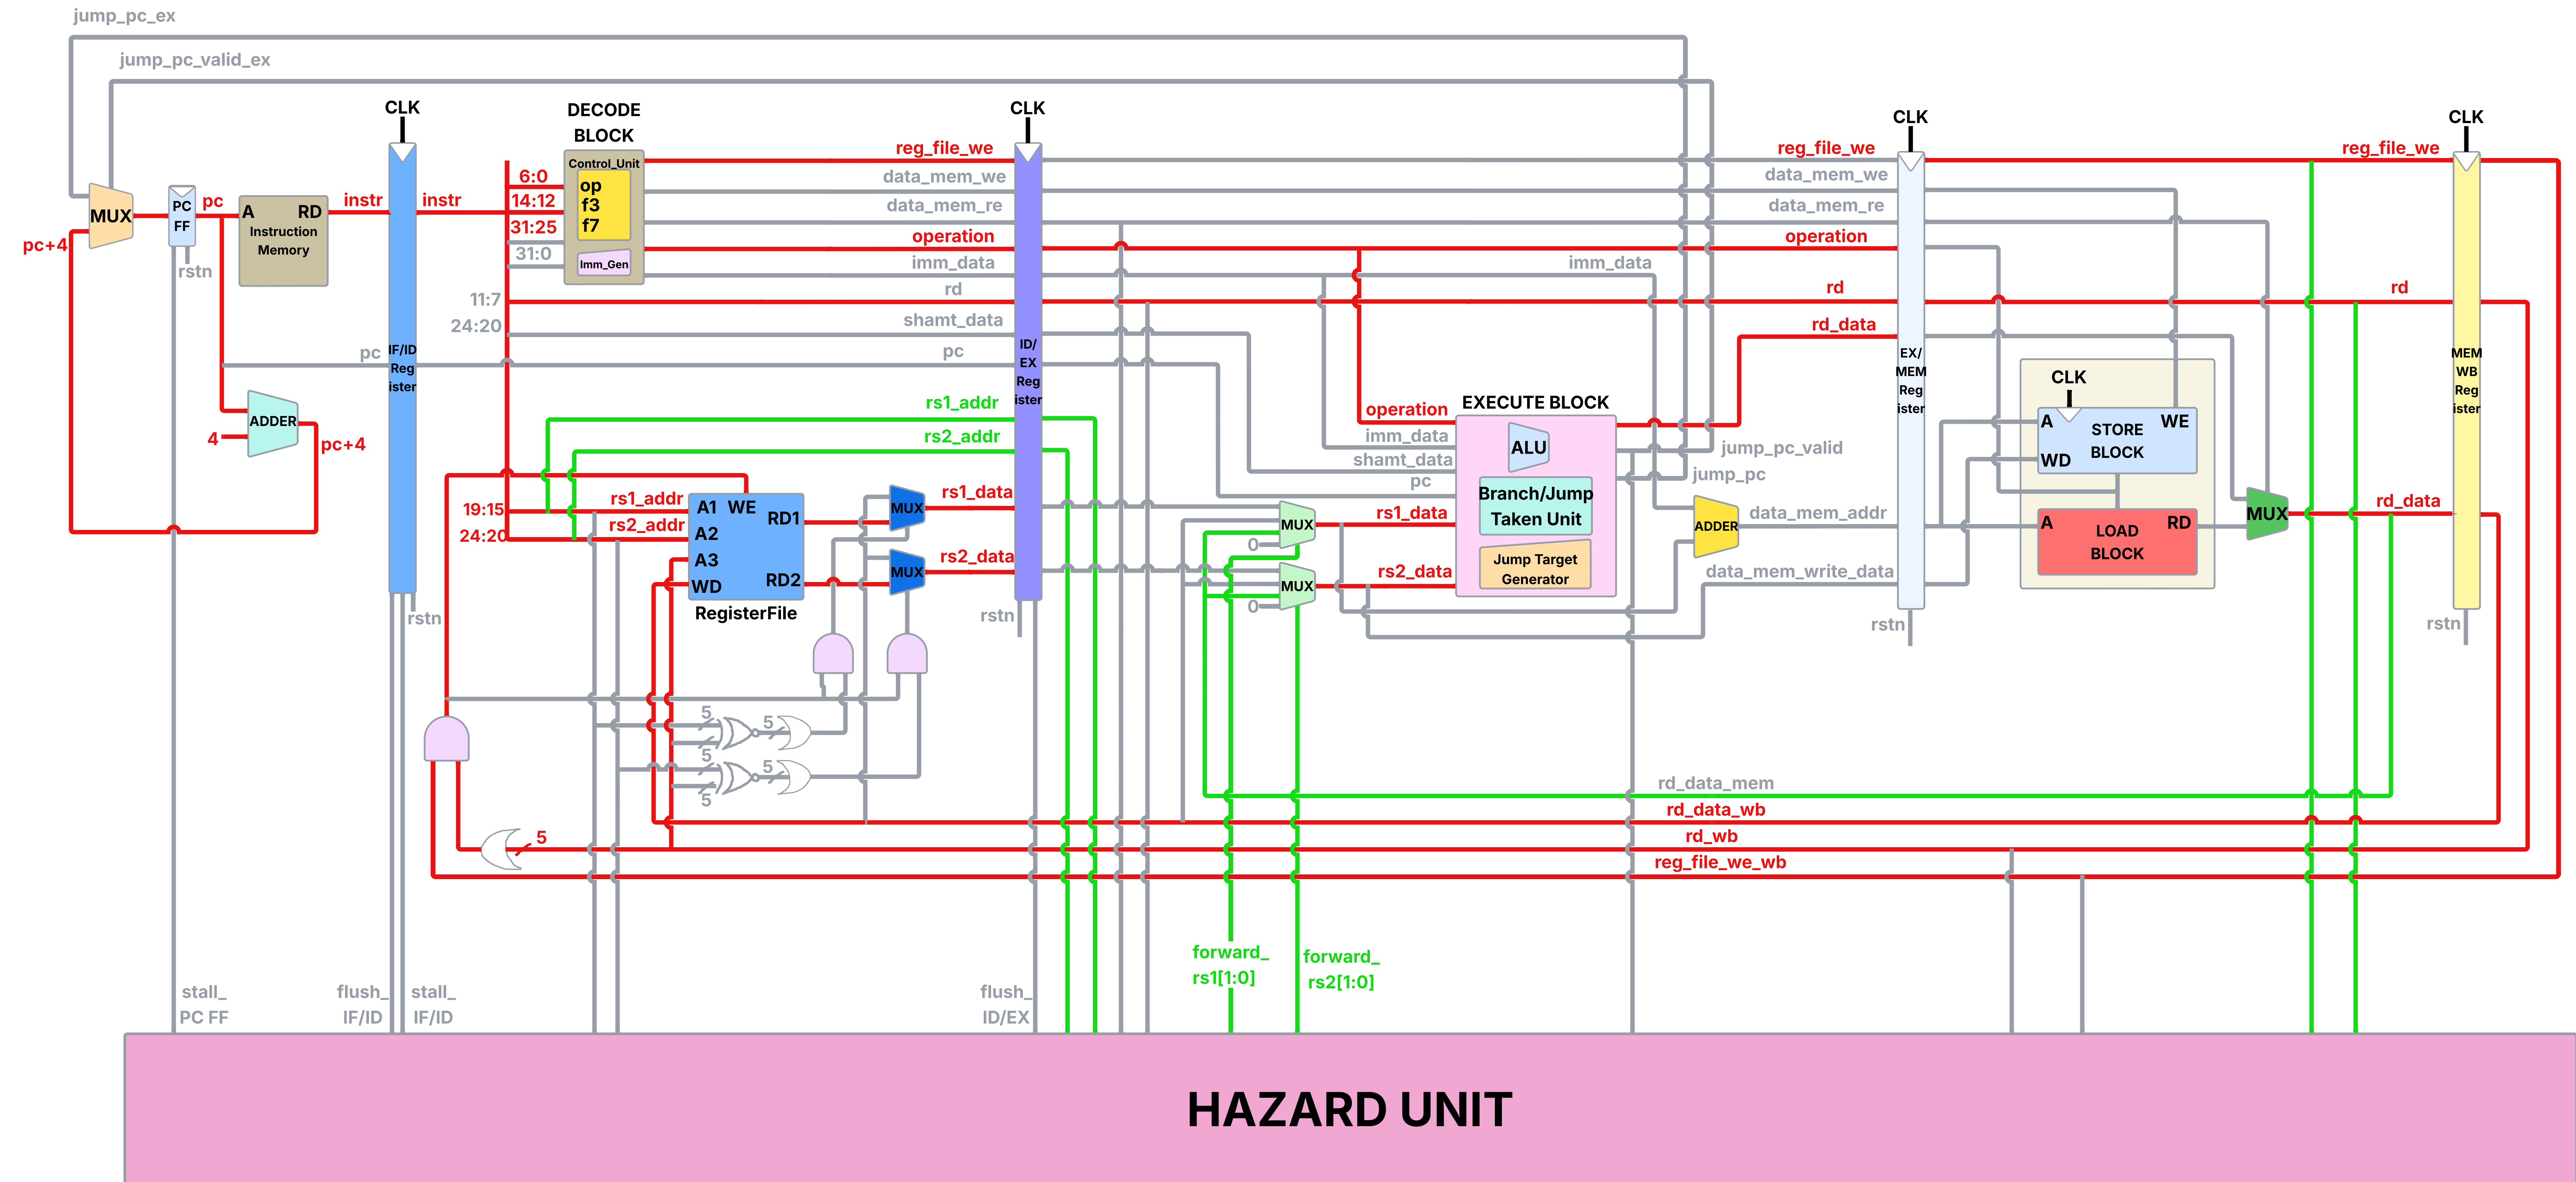 jump_pc_ex
jump_pc_valid_ex
CLK
DECODE
BLOCK
CLK
CLK
CLK
Control_Unit
op
f3
f7
Imm_Gen
6:0
14:12
31:25
31:0
11:7
24:20
reg_file_we
data_mem_we
data_mem_re
operation
imm_data
rd
shamt_data
pc
rs1_addr
rs2_addr
reg_file_we
data_mem_we
data_mem_re
operation
imm_data
rd
rd_data
reg_file_we
rd
MUX
PC
FF
pc
A
RD
Instruction
Memory
instr
instr
pc+4
rstn
pc
IF/ID
Reg
ister
ID/
EX
Reg
ister
EX/
MEM
Reg
ister
MEM
WB
Reg
ister
ADDER
4
pc+4
19:15
24:20
rs1_addr
rs2_addr
A1
WE
RD1
A2
A3
WD
RD2
RegisterFile
MUX
MUX
rs1_data
rs2_data
rstn
rstn
MUX
MUX
0
0
EXECUTE BLOCK
operation
imm_data
shamt_data
pc
rs1_data
rs2_data
ALU
Branch/Jump
Taken Unit
Jump Target
Generator
jump_pc_valid
jump_pc
ADDER
data_mem_addr
data_mem_write_data
rstn
CLK
A
WE
STORE
BLOCK
WD
A
RD
LOAD
BLOCK
MUX
rd_data
rstn
5
5
5
5
5
5
rd_data_mem
rd_data_wb
rd_wb
reg_file_we_wb
stall_
PC FF
flush_
IF/ID
stall_
IF/ID
flush_
ID/EX
forward_
rs1[1:0]
forward_
rs2[1:0]
HAZARD UNIT